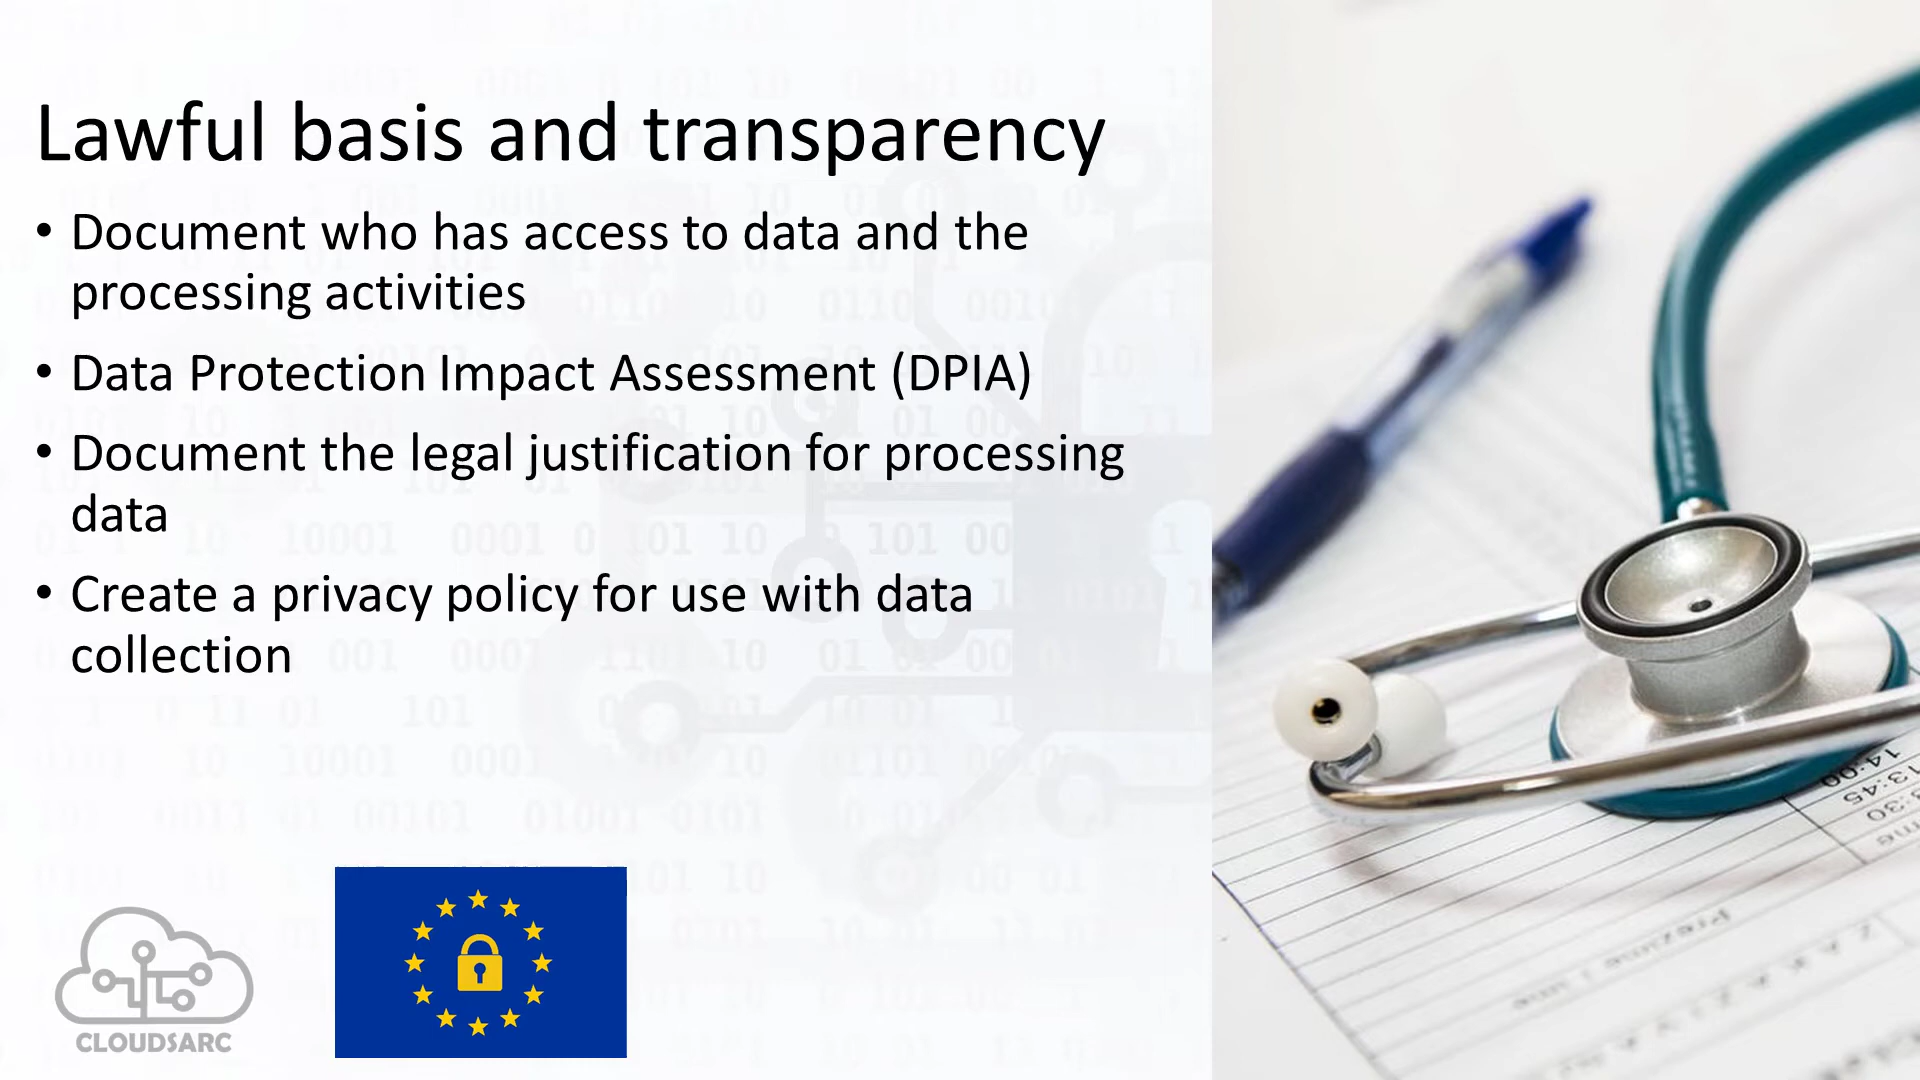 Lawful basis and transparency
• Document who has access to data and the
processing activities
• Data Protection Impact Assessment (DPIA)
• Document the legal justification for processing
data
• Create a privacy policy for use with data
collection
CLOUDSARC
14:00
13:45
Prezime i ime